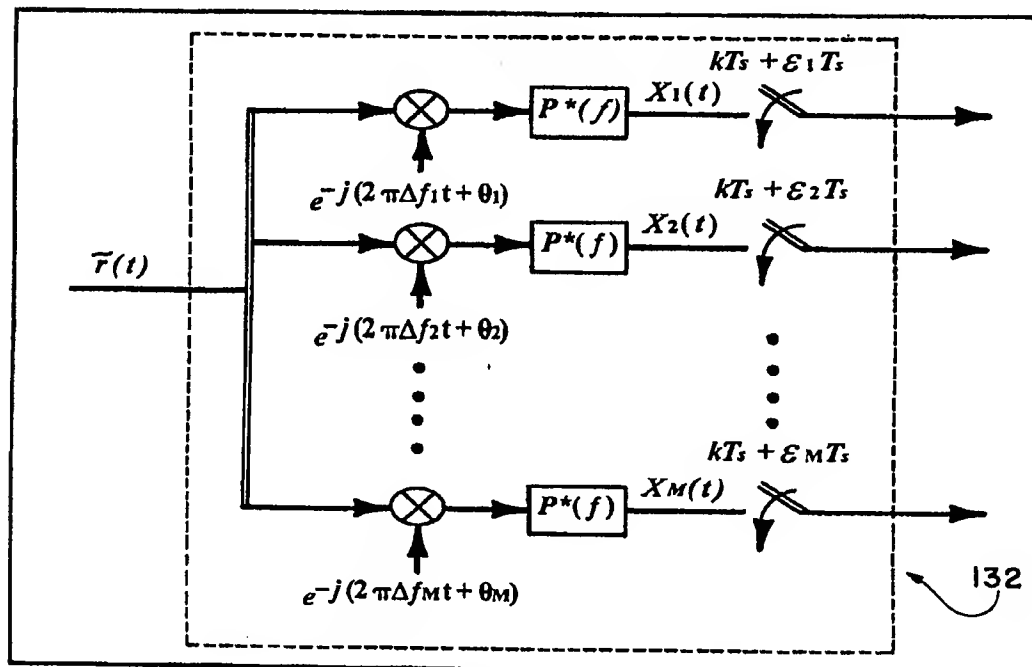 kTs + ε1Ts
P*(f)
X1(t)
e^-j(2πΔf1t + θ1)
kTs + ε2Ts
P*(f)
X2(t)
r̃(t)
e^-j(2πΔf2t + θ2)
kTs + εMTs
P*(f)
XM(t)
e^-j(2πΔfMt + θM)
132